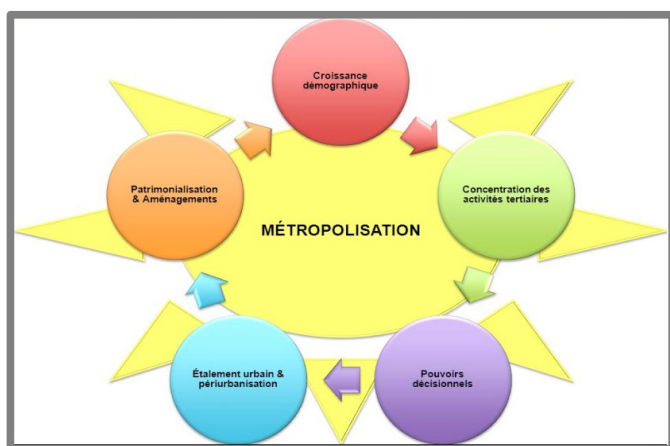 Croissance
démographique
Patrimonialisation
& Aménagements
Concentration des
activités tertiaires
MÉTROPOLISATION
Étalement urbain &
périurbanisation
Pouvoirs
décisionnels